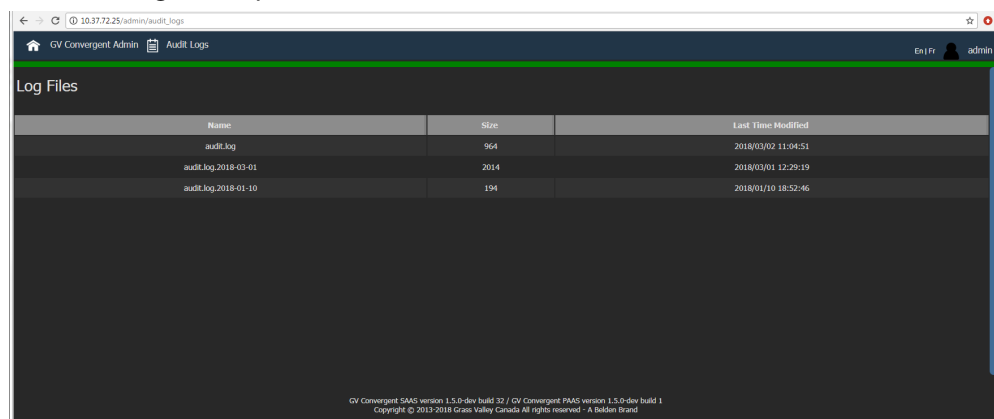 10.37.72.25/admin/audit_logs
GV Convergent Admin Audit Logs
En | Fr admin
Log Files
Name Size Last Time Modified
audit.log 964 2018/03/02 11:04:51
audit.log.2018-03-01 2014 2018/03/01 12:29:19
audit.log.2018-01-10 194 2018/01/10 18:52:46
GV Convergent SAAS version 1.5.0-dev build 32 / GV Convergent PAAS version 1.5.0-dev build 1
Copyright © 2013-2018 Grass Valley Canada All rights reserved - A Belden Brand